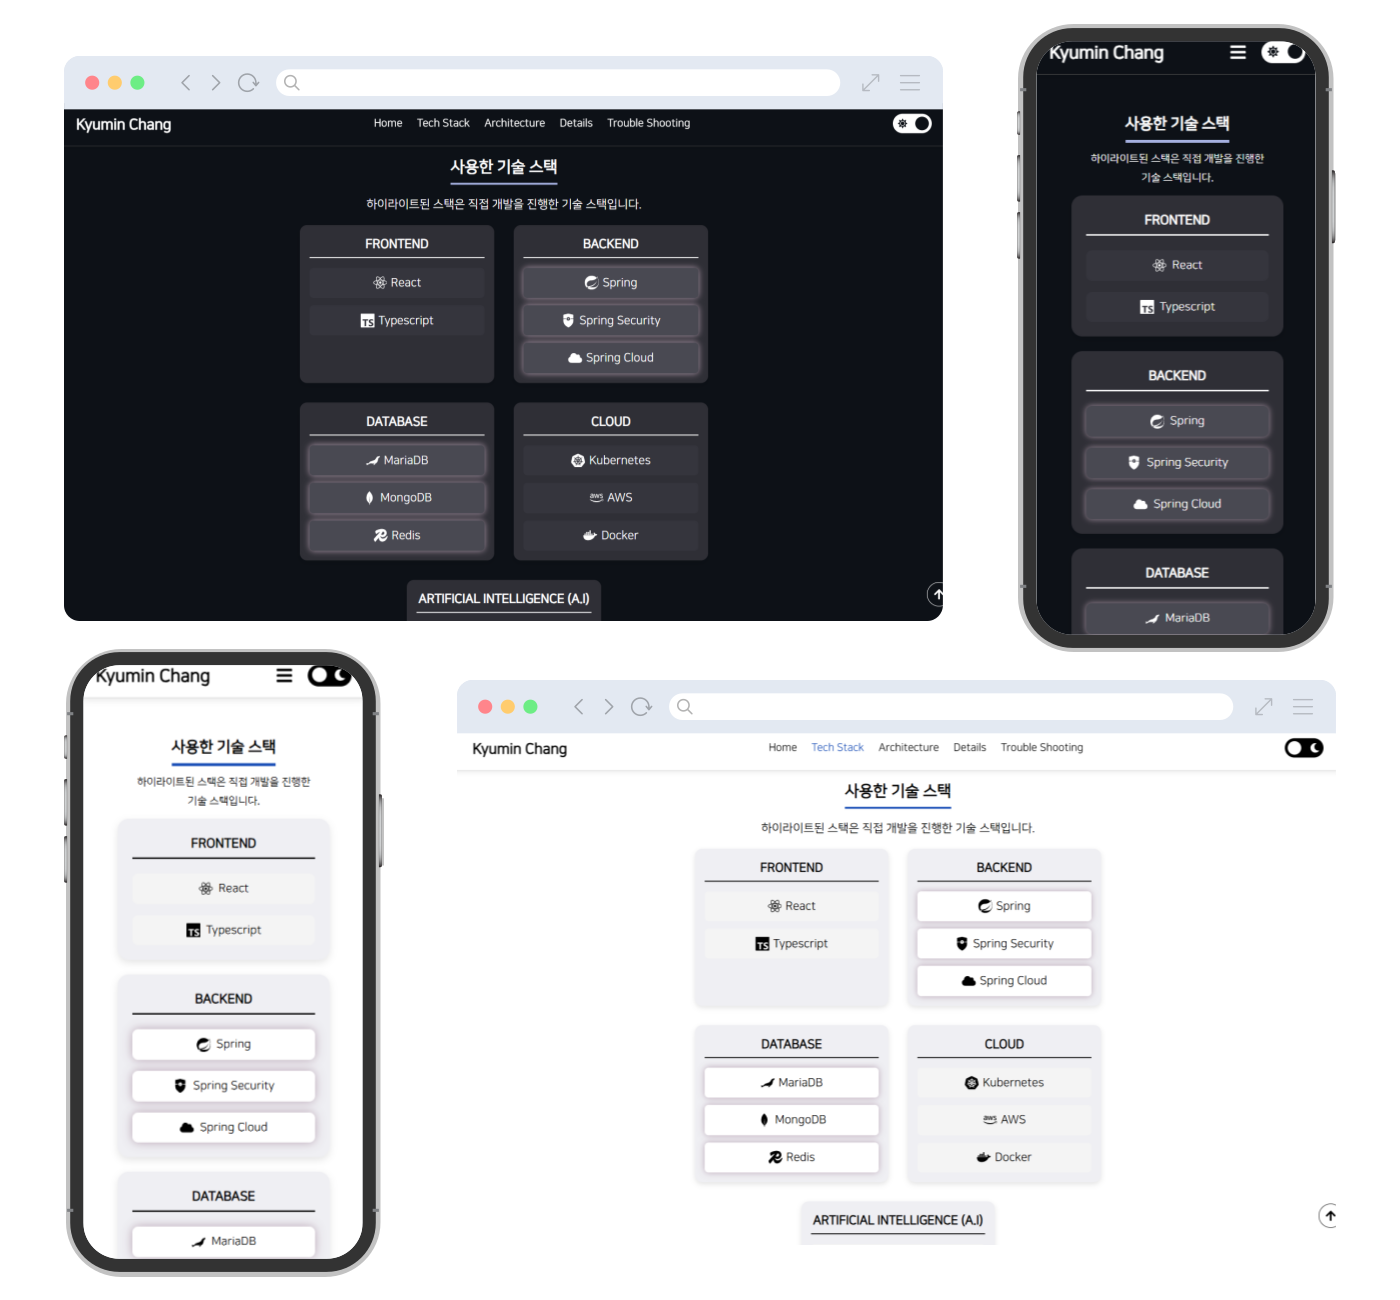 Kyumin Chang
Home Tech Stack Architecture Details Trouble Shooting
사용한 기술 스택
하이라이트된 스택은 직접 개발을 진행한 기술 스택입니다.
FRONTEND
React
TS Typescript
BACKEND
Spring
Spring Security
Spring Cloud
DATABASE
MariaDB
MongoDB
Redis
CLOUD
Kubernetes
aws AWS
Docker
ARTIFICIAL INTELLIGENCE (A.I)
Kyumin Chang
사용한 기술 스택
하이라이트된 스택은 직접 개발을 진행한
기술 스택입니다.
FRONTEND
React
TS Typescript
BACKEND
Spring
Spring Security
Spring Cloud
DATABASE
MariaDB
Kyumin Chang
사용한 기술 스택
하이라이트된 스택은 직접 개발을 진행한
기술 스택입니다.
FRONTEND
React
TS Typescript
BACKEND
Spring
Spring Security
Spring Cloud
DATABASE
MariaDB
Kyumin Chang
Home Tech Stack Architecture Details Trouble Shooting
사용한 기술 스택
하이라이트된 스택은 직접 개발을 진행한 기술 스택입니다.
FRONTEND
React
TS Typescript
BACKEND
Spring
Spring Security
Spring Cloud
DATABASE
MariaDB
MongoDB
Redis
CLOUD
Kubernetes
aws AWS
Docker
ARTIFICIAL INTELLIGENCE (A.I)